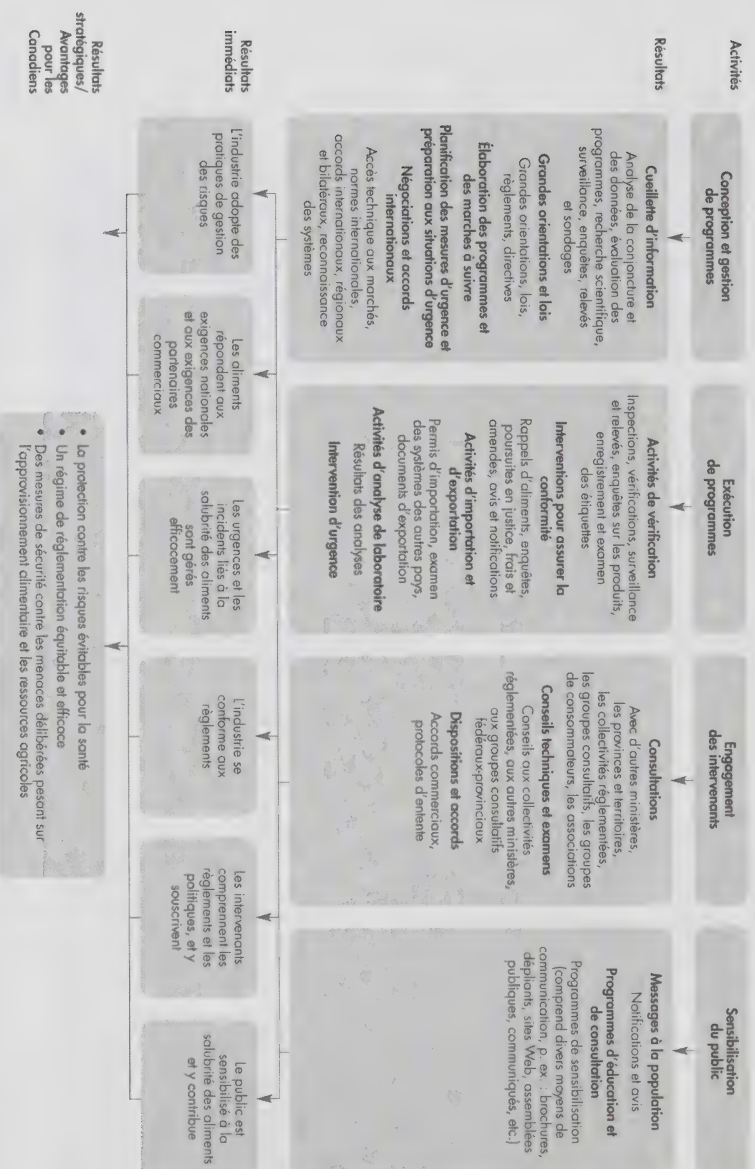 Activités
Conception et gestion
de programmes
Exécution
de programmes
Engagement
des intervenants
Sensibilisation
du public
Résultats
Cueillette d'information
Analyse de la conjoncture et
des données, évaluation des
programmes, recherche scientifique,
surveillance, enquêtes, relevés
et sondages
Grandes orientations et lois
Grandes orientations, lois,
règlements, directives
Élaboration des programmes et
des marches à suivre
Planification des mesures d'urgence et
préparation aux situations d'urgence
Négociations et accords
internationaux
Accès technique aux marchés,
normes internationales,
accords internationaux, régionaux
et bilatéraux, reconnaissance
des systèmes
Activités de vérification
Inspections, vérifications, surveillance
et relevés, enquêtes sur les produits,
enregistrement et examen
des étiquettes
Interventions pour assurer la
conformité
Rappels d'aliments, enquêtes,
poursuites en justice, frais et
amendes, avis et notifications
Activités d'importation et
d'exportation
Permis d'importation, examen
des systèmes des autres pays,
documents d'exportation
Activités d'analyse de laboratoire
Résultats des analyses
Intervention d'urgence
Consultations
Avec d'autres ministères,
les provinces et territoires,
les collectivités réglementées,
les groupes consultatifs, les groupes
de consommateurs, les associations
Conseils techniques et examens
Conseils aux collectivités
réglementées, aux autres ministères,
aux groupes consultatifs
fédéraux-provinciaux
Dispositions et accords
Accords commerciaux,
protocoles d'entente
Messages à la population
Notifications et avis
Programmes d'éducation et
de consultation
Programmes de sensibilisation
(comprend divers moyens de
communication, p. ex. : brochures,
dépliants, sites Web, assemblées
publiques, communiqués, etc.)
Résultats
immédiats
L'industrie adopte des
pratiques de gestion
des risques
Les aliments
répondent aux
exigences nationales
et aux exigences des
partenaires
commerciaux
Les urgences et les
incidents liés à la
salubrité des aliments
sont gérés
efficacement
L'industrie se
conforme aux
règlements
Les intervenants
comprennent les
règlements et les
politiques, et y
souscrivent
Le public est
sensibilisé à la
salubrité des aliments
et y contribue
Résultats
stratégiques/
Avantages
pour les
Canadiens
• La protection contre les risques évitables pour la santé
• Un régime de réglementation équitable et efficace
• Des mesures de sécurité contre les menaces délibérées pesant sur
l'approvisionnement alimentaire et les ressources agricoles